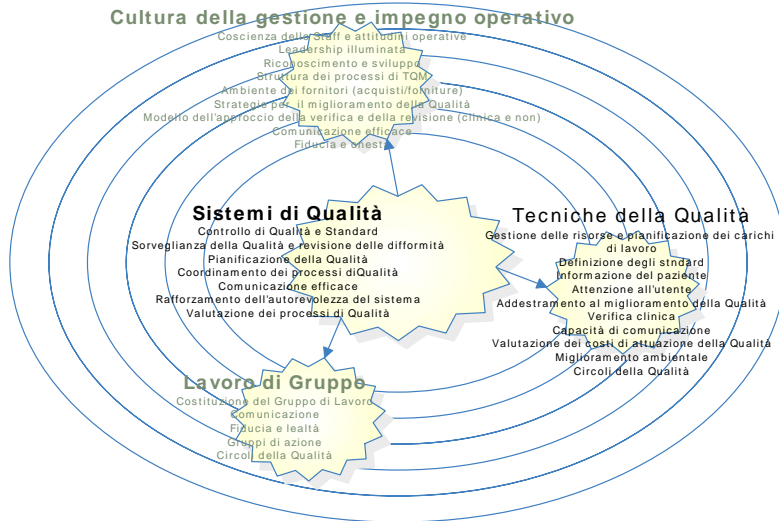 Cultura della gestione e impegno operativo
Coscienza dello Staff e attitudini operative
Leadership illuminata
Riconoscimento e sviluppo
Struttura dei processi di TQM
Ambiente dei fornitori (acquisti/forniture)
Strategie per il miglioramento della Qualità
Modello dell'approccio della verifica e della revisione (clinica e non)
Comunicazione efficace
Fiducia e onestà
Sistemi di Qualità
Controllo di Qualità e Standard
Sorveglianza della Qualità e revisione delle difformità
Pianificazione della Qualità
Coordinamento dei processi diQualità
Comunicazione efficace
Rafforzamento dell'autorevolezza del sistema
Valutazione dei processi di Qualità
Tecniche della Qualità
Gestione delle risorse e pianificazione dei carichi
di lavoro
Definizione degli stndard
Informazione del paziente
Attenzione all'utente
Addestramento al miglioramento della Qualità
Verifica clinica
Capacità di comunicazione
Valutazione dei costi di attuazione della Qualità
Miglioramento ambientale
Circoli della Qualità
Lavoro di Gruppo
Costituzione del Gruppo di Lavoro
Comunicazione
Fiducia e lealtà
Gruppi di azione
Circoli della Qualità